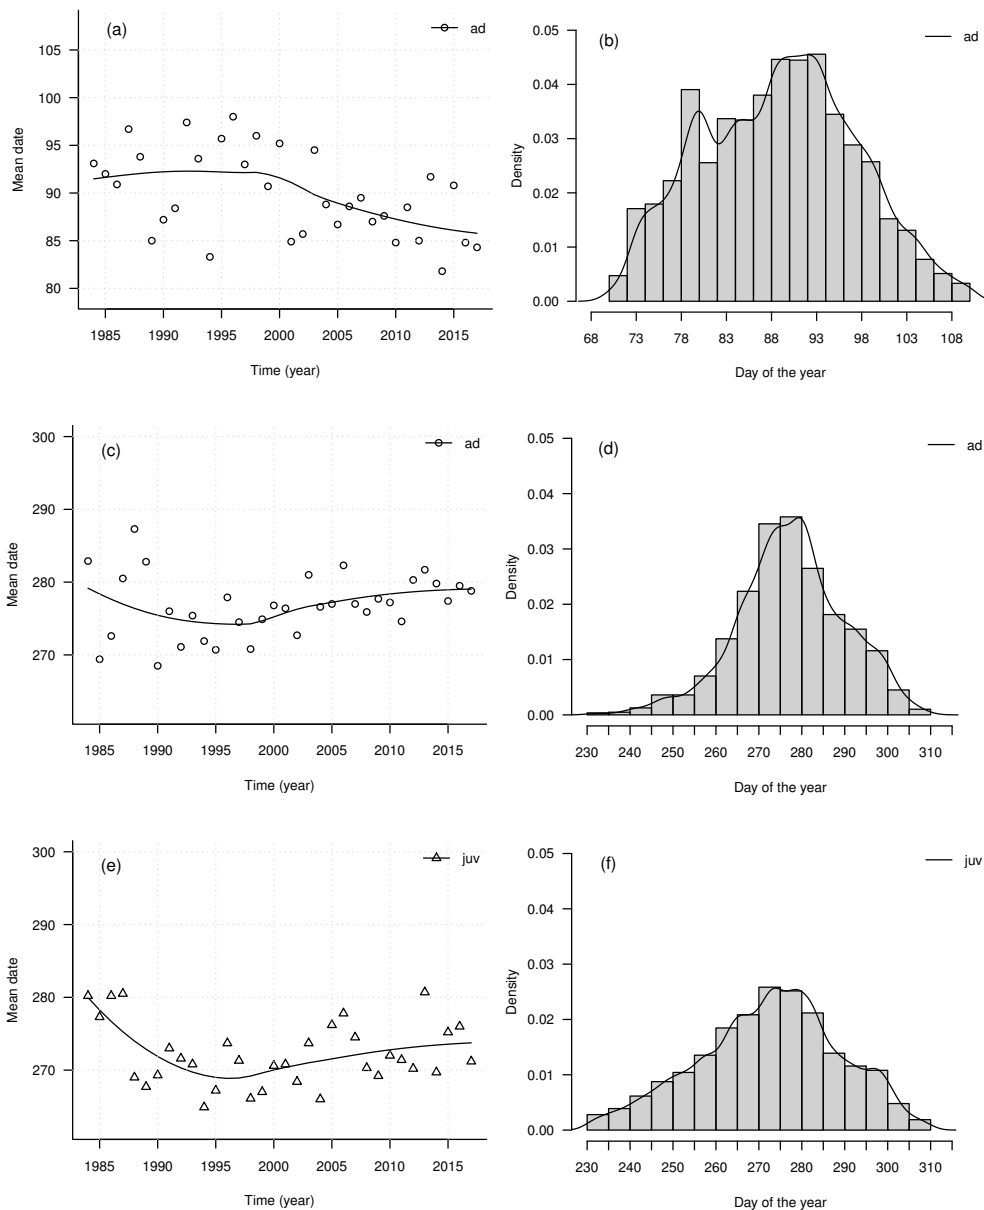 (a)
ad
Mean date
105
100
95
90
85
80
1985 1990 1995 2000 2005 2010 2015
Time (year)
(b)
ad
Density
0.05
0.04
0.03
0.02
0.01
0.00
68 73 78 83 88 93 98 103 108
Day of the year
(c)
ad
Mean date
300
290
280
270
1985 1990 1995 2000 2005 2010 2015
Time (year)
(d)
ad
Density
0.05
0.04
0.03
0.02
0.01
0.00
230 240 250 260 270 280 290 300 310
Day of the year
(e)
juv
Mean date
300
290
280
270
1985 1990 1995 2000 2005 2010 2015
Time (year)
(f)
juv
Density
0.05
0.04
0.03
0.02
0.01
0.00
230 240 250 260 270 280 290 300 310
Day of the year